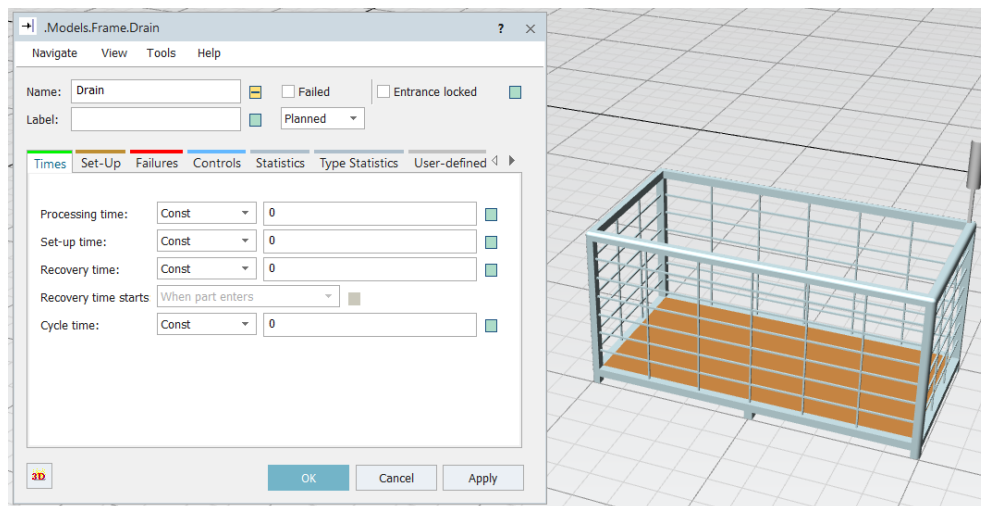 .Models.Frame.Drain ?
Navigate View Tools Help
Name: Drain Failed Entrance locked
Label: Planned
Times Set-Up Failures Controls Statistics Type Statistics User-defined
Processing time: Const 0
Set-up time: Const 0
Recovery time: Const 0
Recovery time starts When part enters
Cycle time: Const 0
3D OK Cancel Apply